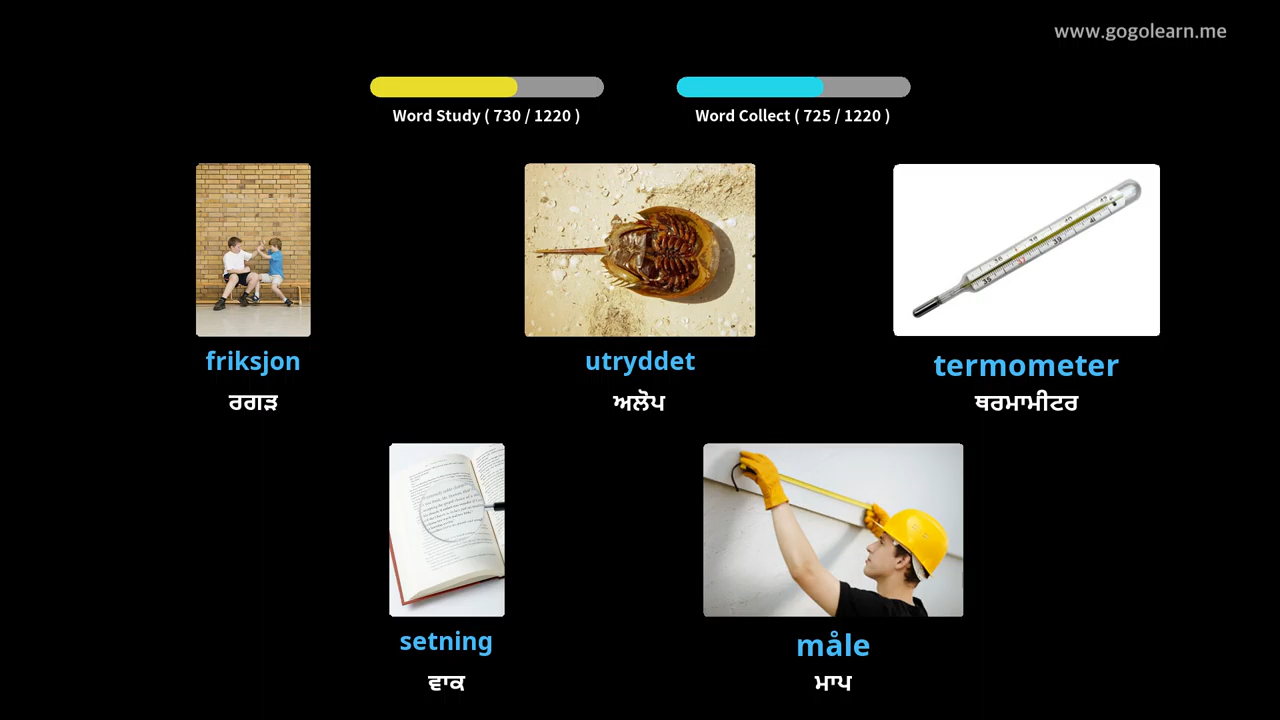 www.gogolearn.me
Word Study ( 730 / 1220 )
Word Collect ( 725 / 1220 )
friksjon
ਰਗੜ
utryddet
ਅਲੋਪ
termometer
ਥਰਮਾਮੀਟਰ
setning
ਵਾਕ
måle
ਮਾਪ